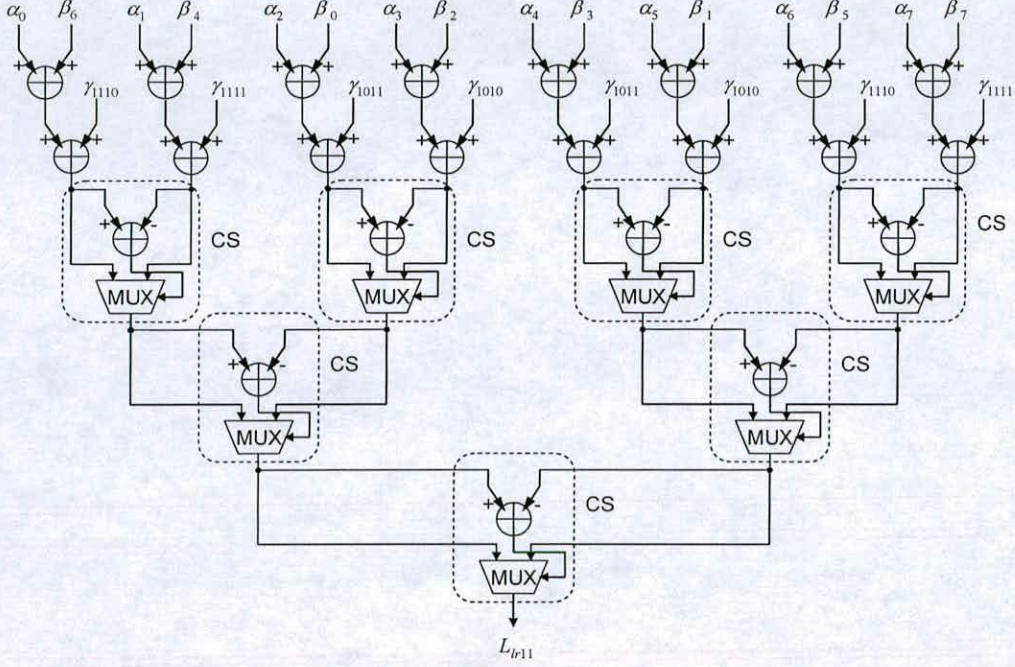 α₀ β₆ α₁ β₄ α₂ β₀ α₃ β₂ α₄ β₃ α₅ β₁ α₆ β₅ α₇ β₇
+ + + + + + + + + + + + + + + +
γ₁₁₁₀ γ₁₁₁₁ γ₁₀₁₁ γ₁₀₁₀ γ₁₀₁₁ γ₁₀₁₀ γ₁₁₁₀ γ₁₁₁₁
+ + + + + + + + + + + + + + + +
+ - CS + - CS + - CS + - CS
MUX MUX MUX MUX
+ - CS + - CS
MUX MUX
+ - CS
MUX
Lₗᵣ₁₁